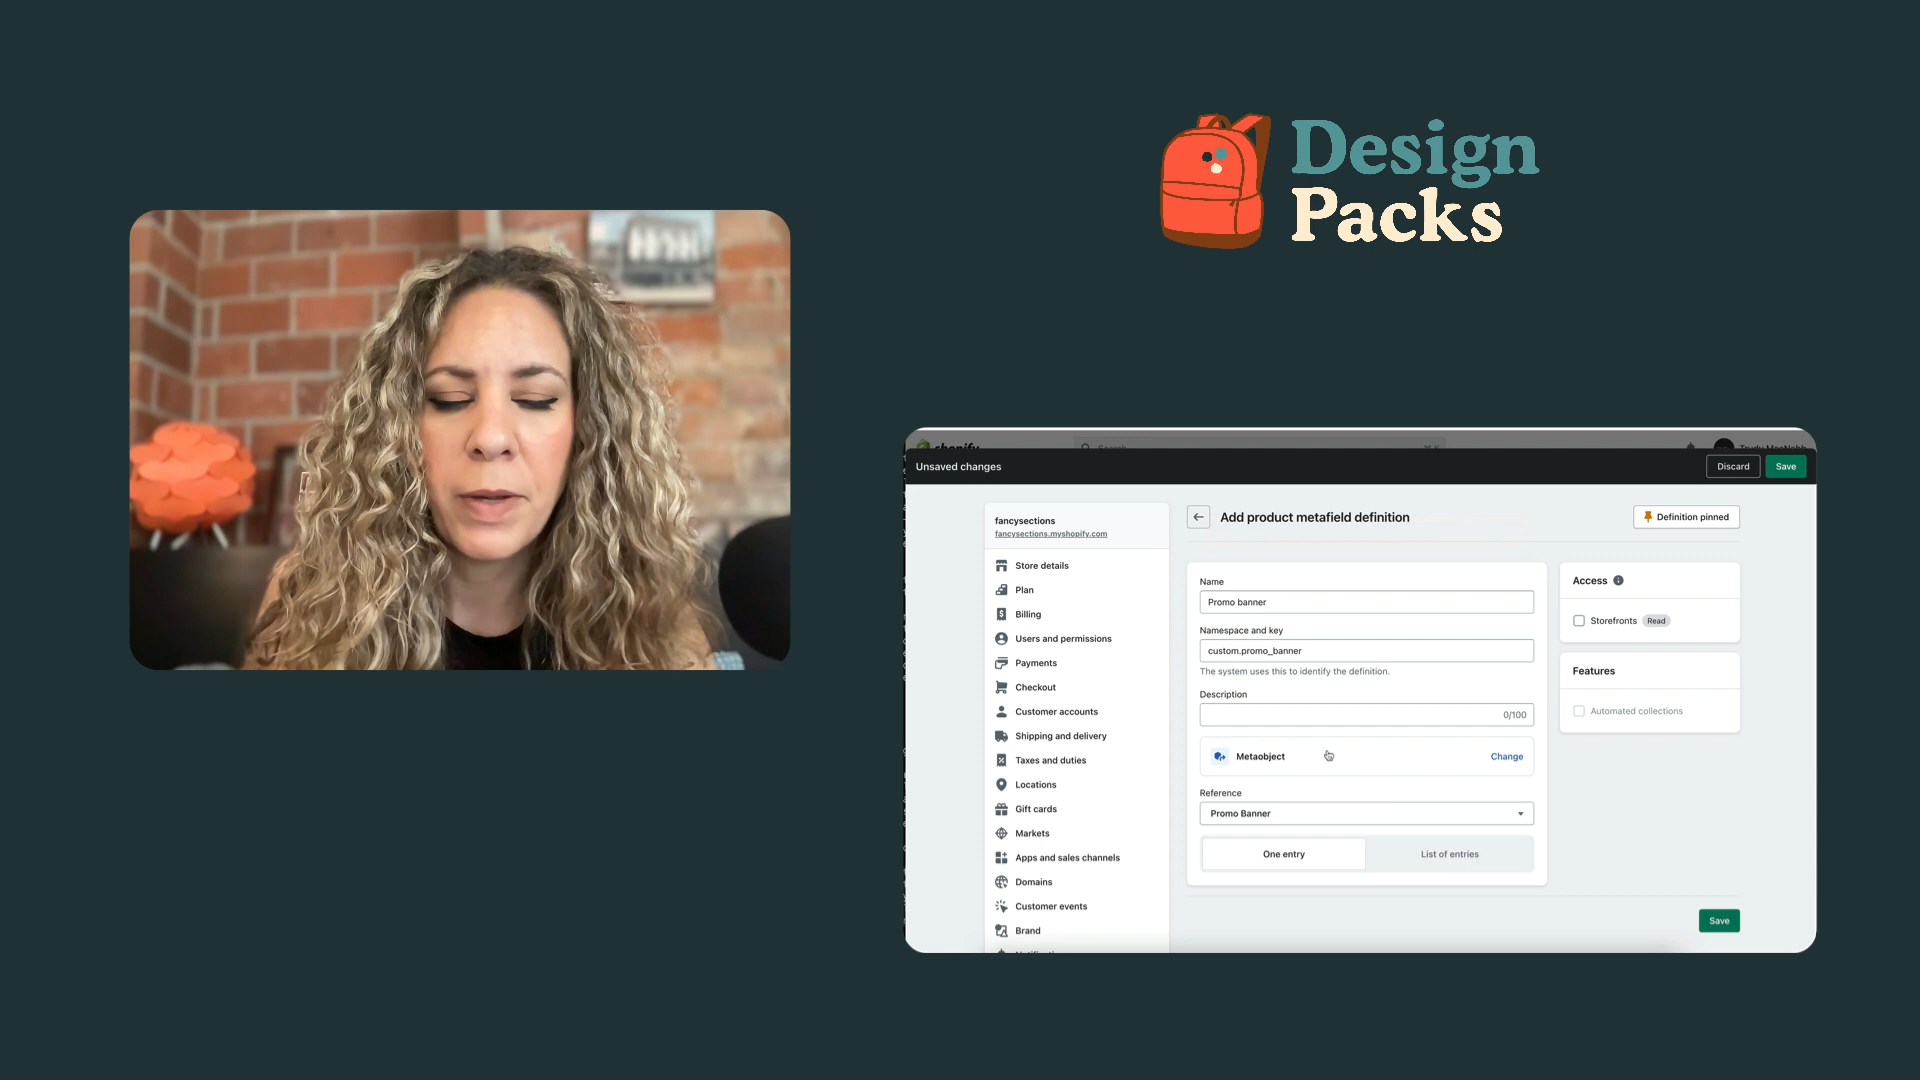 Design
Packs
shopify
Search
Unsaved changes
Discard
Save
fancysections
fancysections.myshopify.com
Store details
Plan
Billing
Users and permissions
Payments
Checkout
Customer accounts
Shipping and delivery
Taxes and duties
Locations
Gift cards
Markets
Apps and sales channels
Domains
Customer events
Brand
Add product metafield definition
Definition pinned
Name
Promo banner
Namespace and key
custom.promo_banner
The system uses this to identify the definition.
Description
0/100
Metaobject
Change
Reference
Promo Banner
One entry
List of entries
Access
Storefronts Read
Features
Automated collections
Save